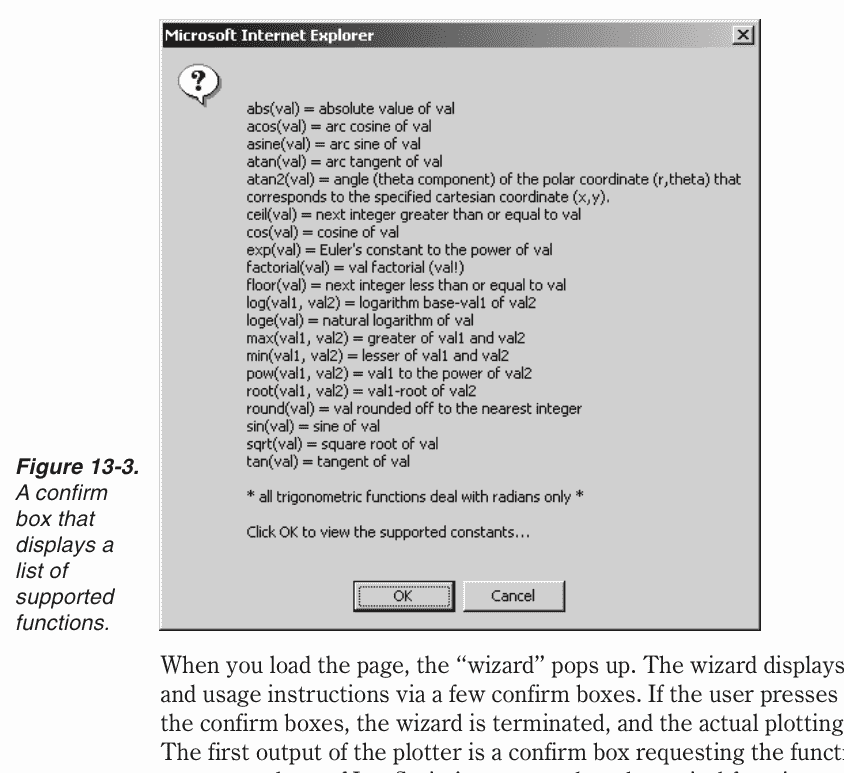 Microsoft Internet Explorer
?
abs(val) = absolute value of val
acos(val) = arc cosine of val
asine(val) = arc sine of val
atan(val) = arc tangent of val
atan2(val) = angle (theta component) of the polar coordinate (r,theta) that
corresponds to the specified cartesian coordinate (x,y).
ceil(val) = next integer greater than or equal to val
cos(val) = cosine of val
exp(val) = Euler's constant to the power of val
factorial(val) = val factorial (val!)
floor(val) = next integer less than or equal to val
log(val1, val2) = logarithm base-val1 of val2
loge(val) = natural logarithm of val
max(val1, val2) = greater of val1 and val2
min(val1, val2) = lesser of val1 and val2
pow(val1, val2) = val1 to the power of val2
root(val1, val2) = val1-root of val2
round(val) = val rounded off to the nearest integer
sin(val) = sine of val
sqrt(val) = square root of val
tan(val) = tangent of val
* all trigonometric functions deal with radians only *
Click OK to view the supported constants...
OK Cancel
Figure 13-3.
A confirm
box that
displays a
list of
supported
functions.
When you load the page, the “wizard” pops up. The wizard displays
and usage instructions via a few confirm boxes. If the user presses
the confirm boxes, the wizard is terminated, and the actual plotting
The first output of the plotter is a confirm box requesting the functi